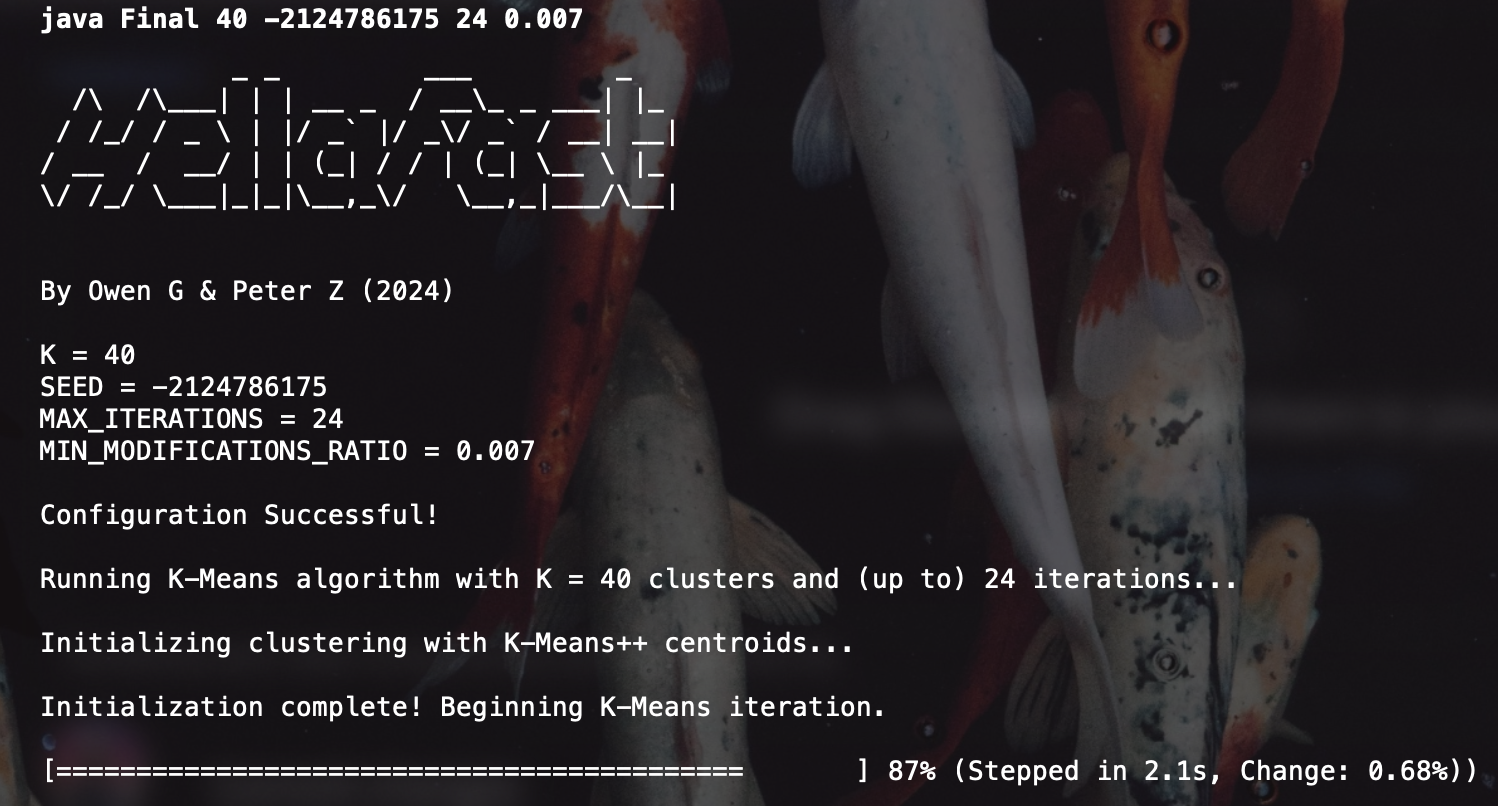 java Final 40 -2124786175 24 0.007
            _ _         ___         _
  /\  /\___| | | __ _  / __\_ _ ___| |_
 / /_/ / _ \ | |/ _` |/ _\/ _` / __| __|
/ __  /  __/ | | (_| / / | (_| \__ \ |_
\/ /_/ \___|_|_|\__,_\/   \__,_|___/\__|
By Owen G & Peter Z (2024)
K = 40
SEED = -2124786175
MAX_ITERATIONS = 24
MIN_MODIFICATIONS_RATIO = 0.007
Configuration Successful!
Running K-Means algorithm with K = 40 clusters and (up to) 24 iterations...
Initializing clustering with K-Means++ centroids...
Initialization complete! Beginning K-Means iteration.
[===========================================       ] 87% (Stepped in 2.1s, Change: 0.68%))